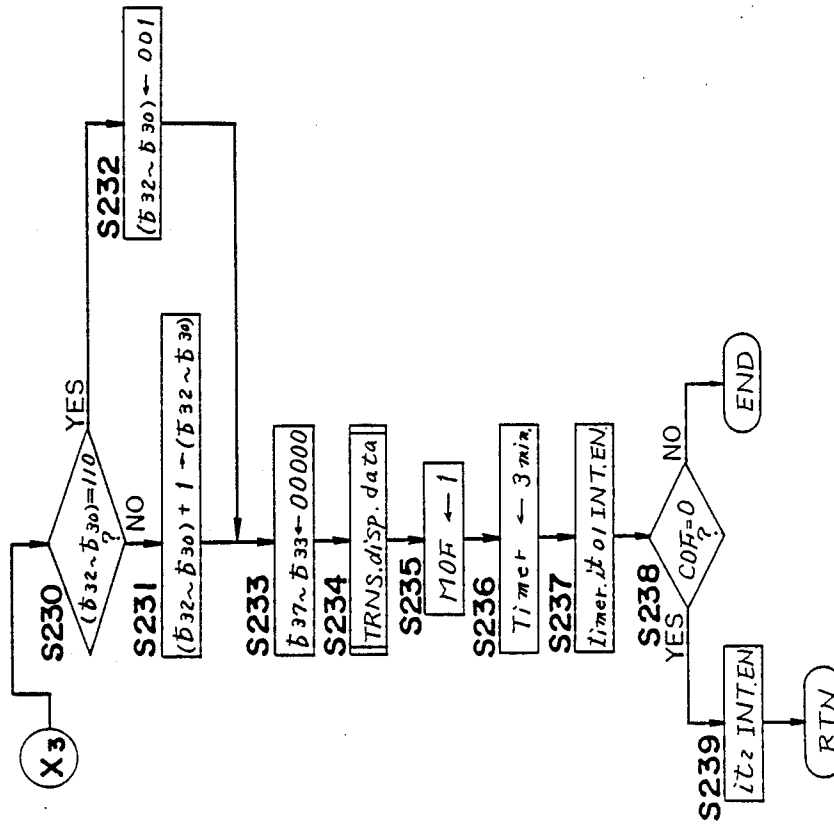 X3
S230
(b32~b30)=110
?
YES
NO
S232
(b32~b30) ← 001
S231
(b32~b30) + 1 → (b32~b30)
S233
b37~b33 ← 00000
S234
TRNS.disp.data
S235
MOF ← 1
S236
Timer ← 3 min.
S237
timer.it01 INT.EN.
S238
COF=0
?
YES
NO
END
S239
it2 INT.EN
RTN